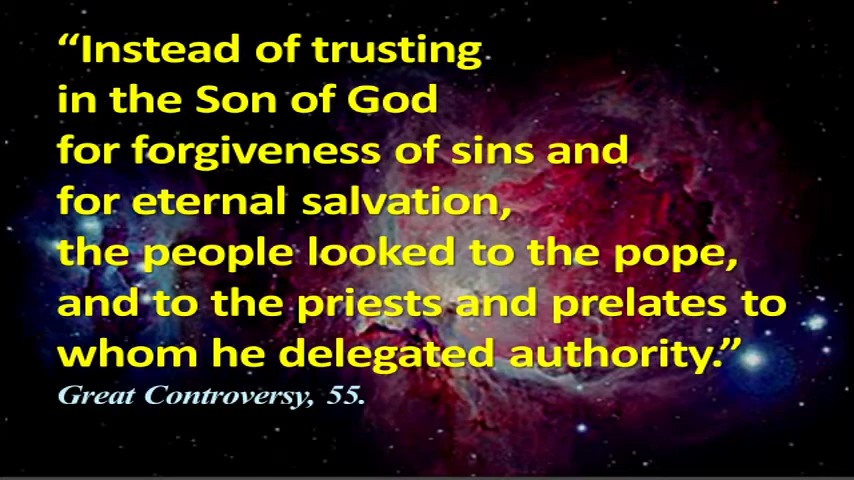 “Instead of trusting
in the Son of God
for forgiveness of sins and
for eternal salvation,
the people looked to the pope,
and to the priests and prelates to
whom he delegated authority.”
Great Controversy, 55.